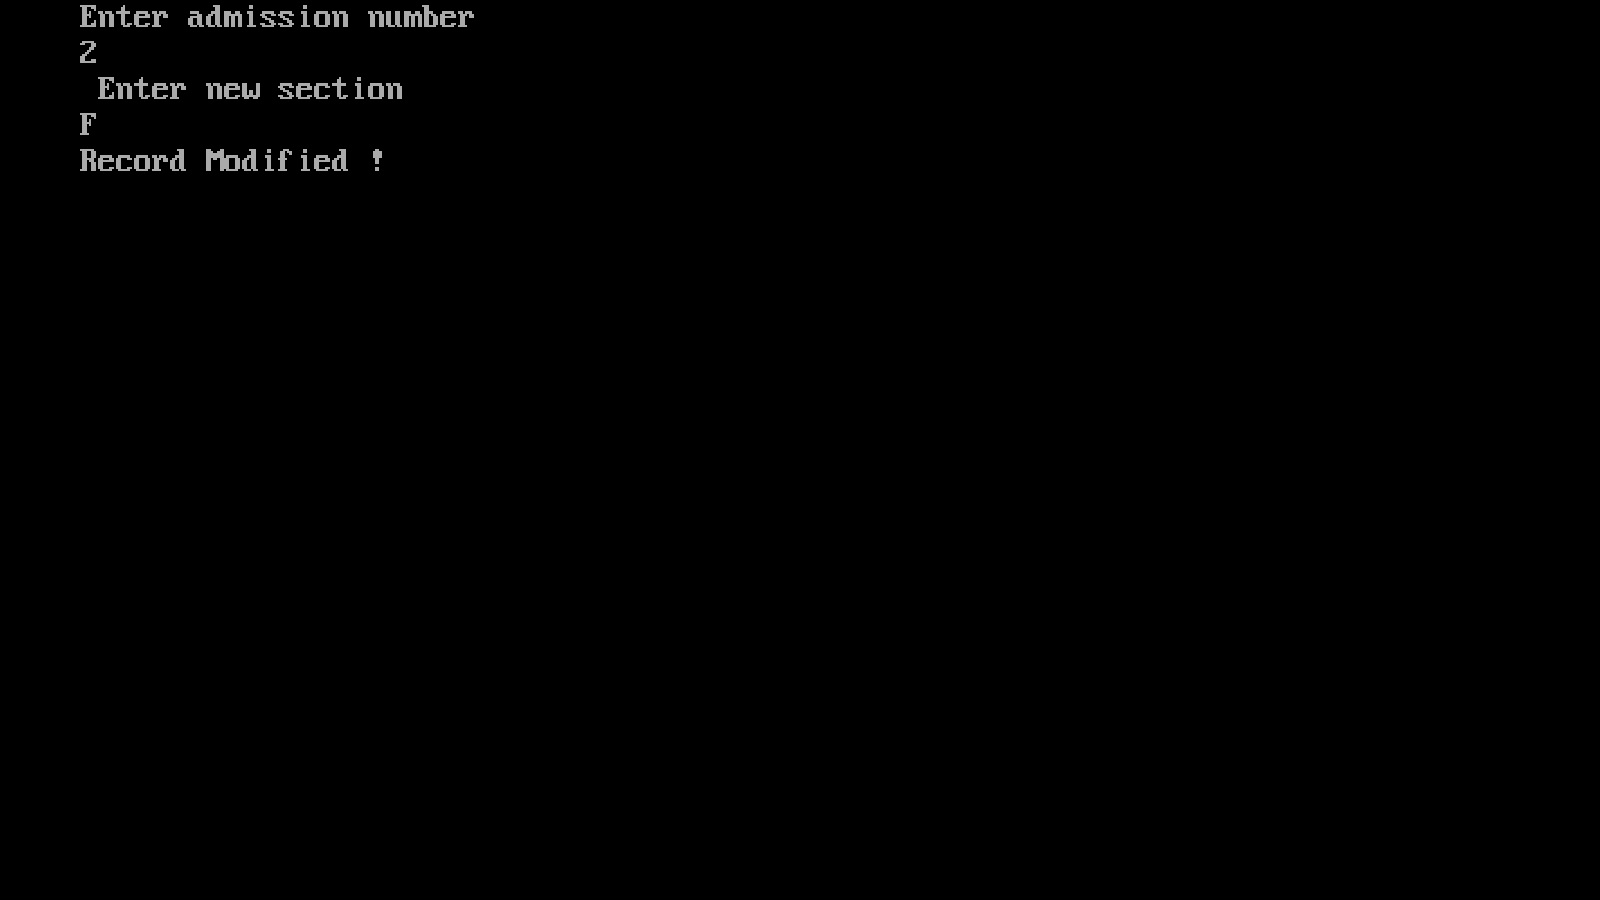 Enter admission number
2
Enter new section
F
Record Modified !